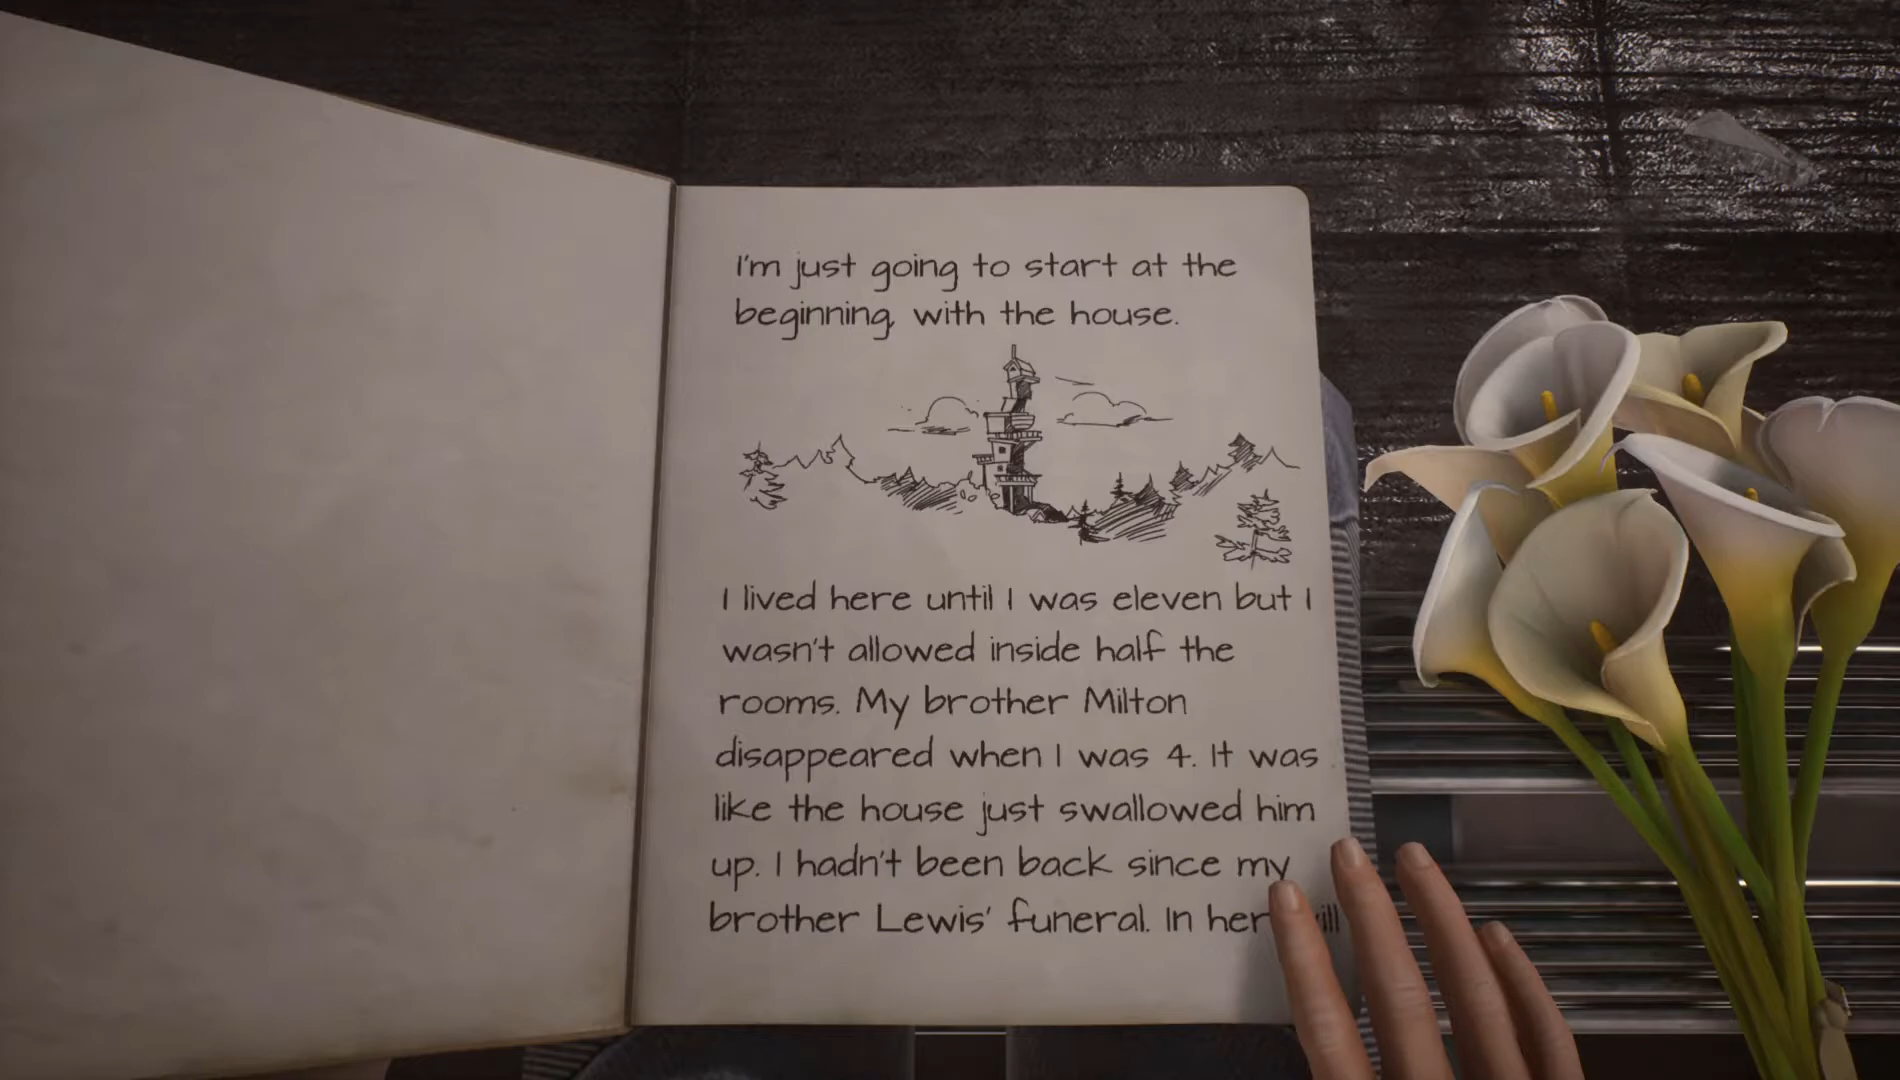 I'm just going to start at the
beginning, with the house.
I lived here until I was eleven but I
wasn't allowed inside half the
rooms. My brother Milton
disappeared when I was 4. It was
like the house just swallowed him
up. I hadn't been back since my
brother Lewis' funeral. In her